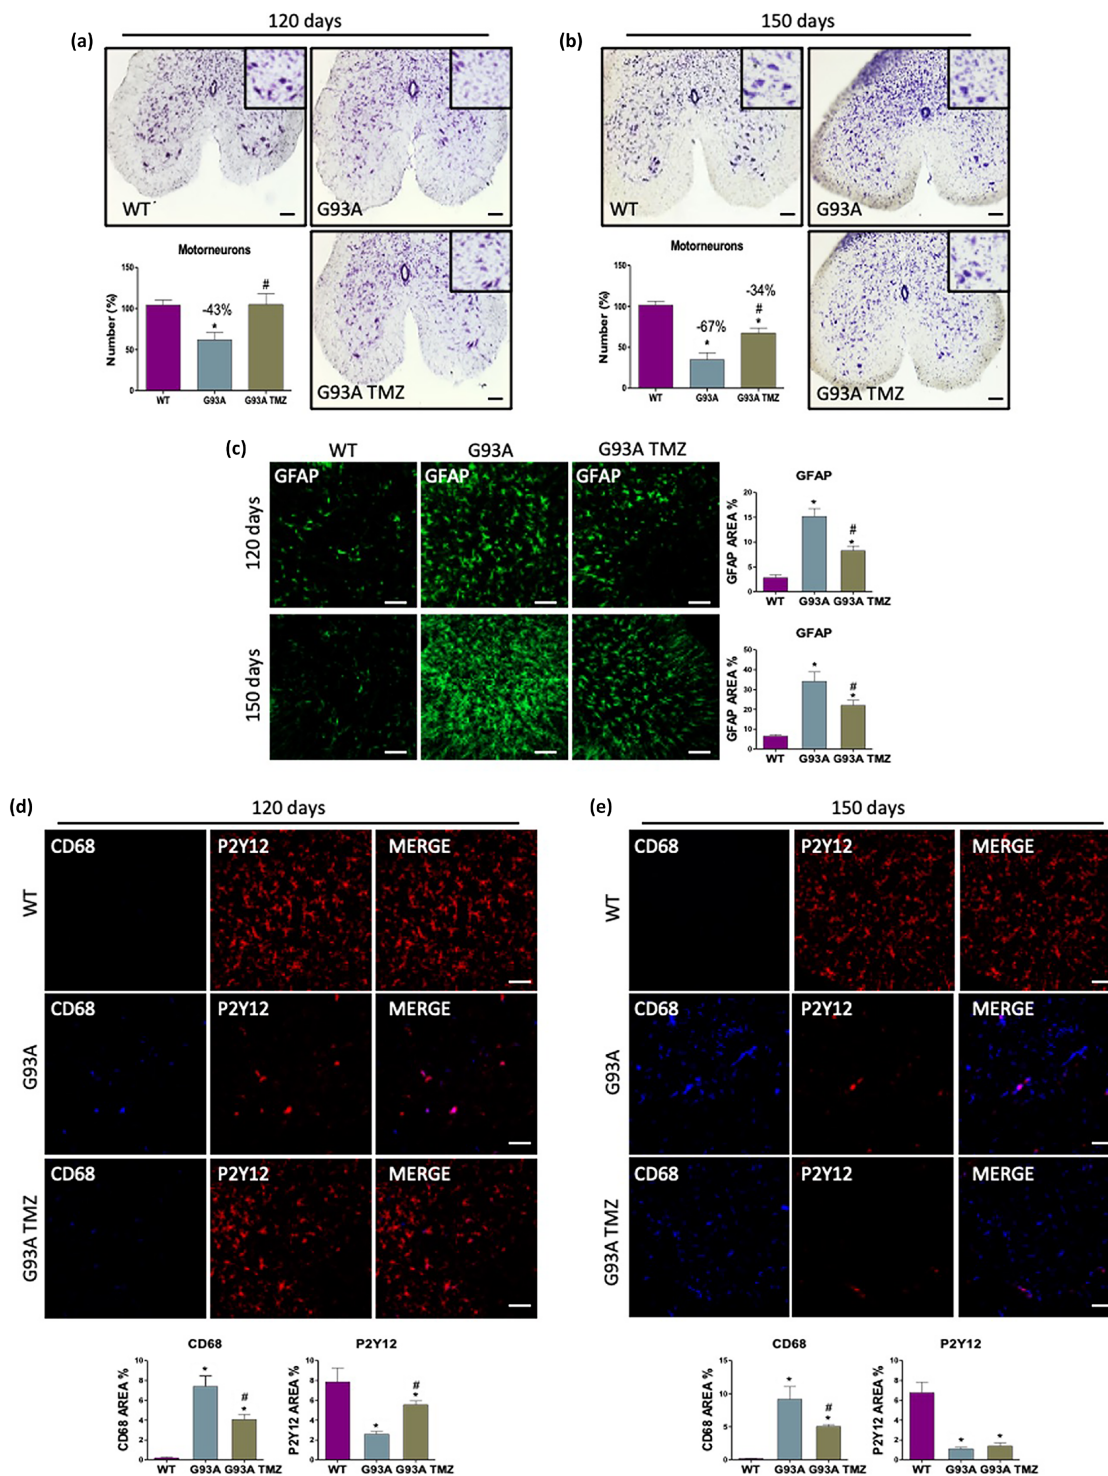 120 days
150 days
(a)
(b)
WT
G93A
WT
G93A
Motorneurons
150
100
50
0
Number (%)
-43%
*
#
WT
G93A
G93A TMZ
G93A TMZ
Motorneurons
150
100
50
0
Number (%)
-67%
*
-34%
#
*
WT
G93A
G93A TMZ
G93A TMZ
(c)
WT
G93A
G93A TMZ
120 days
GFAP
GFAP
GFAP
GFAP
20
15
10
5
0
GFAP AREA %
*
#
*
WT
G93A
G93A TMZ
150 days
GFAP
50
40
30
20
10
0
GFAP AREA %
*
#
*
WT
G93A
G93A TMZ
(d)
120 days
CD68
P2Y12
MERGE
WT
CD68
P2Y12
MERGE
G93A
CD68
P2Y12
MERGE
G93A TMZ
CD68
10
8
6
4
2
0
CD68 AREA %
*
#
*
WT
G93A
G93A TMZ
P2Y12
10
8
6
4
2
0
P2Y12 AREA %
*
#
*
WT
G93A
G93A TMZ
(e)
150 days
CD68
P2Y12
MERGE
WT
CD68
P2Y12
MERGE
G93A
CD68
P2Y12
MERGE
G93A TMZ
CD68
15
10
5
0
CD68 AREA %
*
#
*
WT
G93A
G93A TMZ
P2Y12
10
8
6
4
2
0
P2Y12 AREA %
*
*
WT
G93A
G93A TMZ